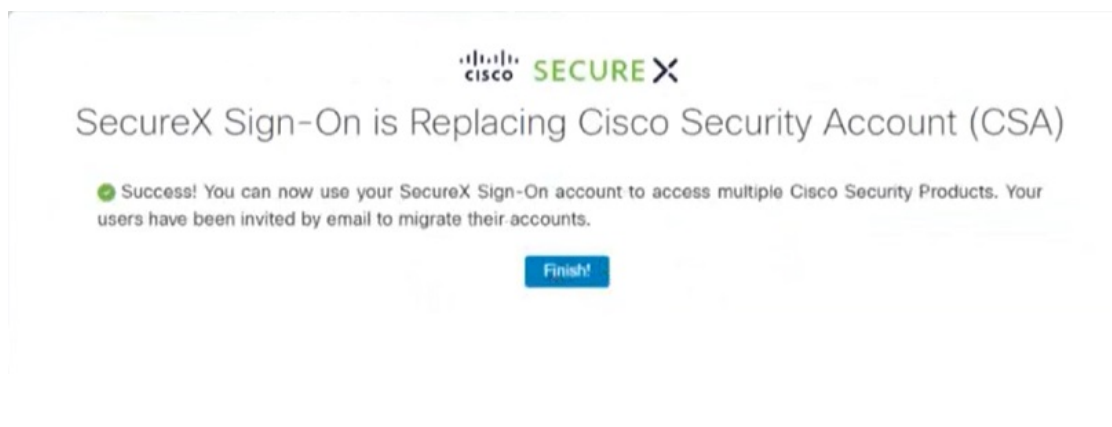 CISCO SECUREX
SecureX Sign-On is Replacing Cisco Security Account (CSA)
Success! You can now use your SecureX Sign-On account to access multiple Cisco Security Products. Your
users have been invited by email to migrate their accounts.
Finish!